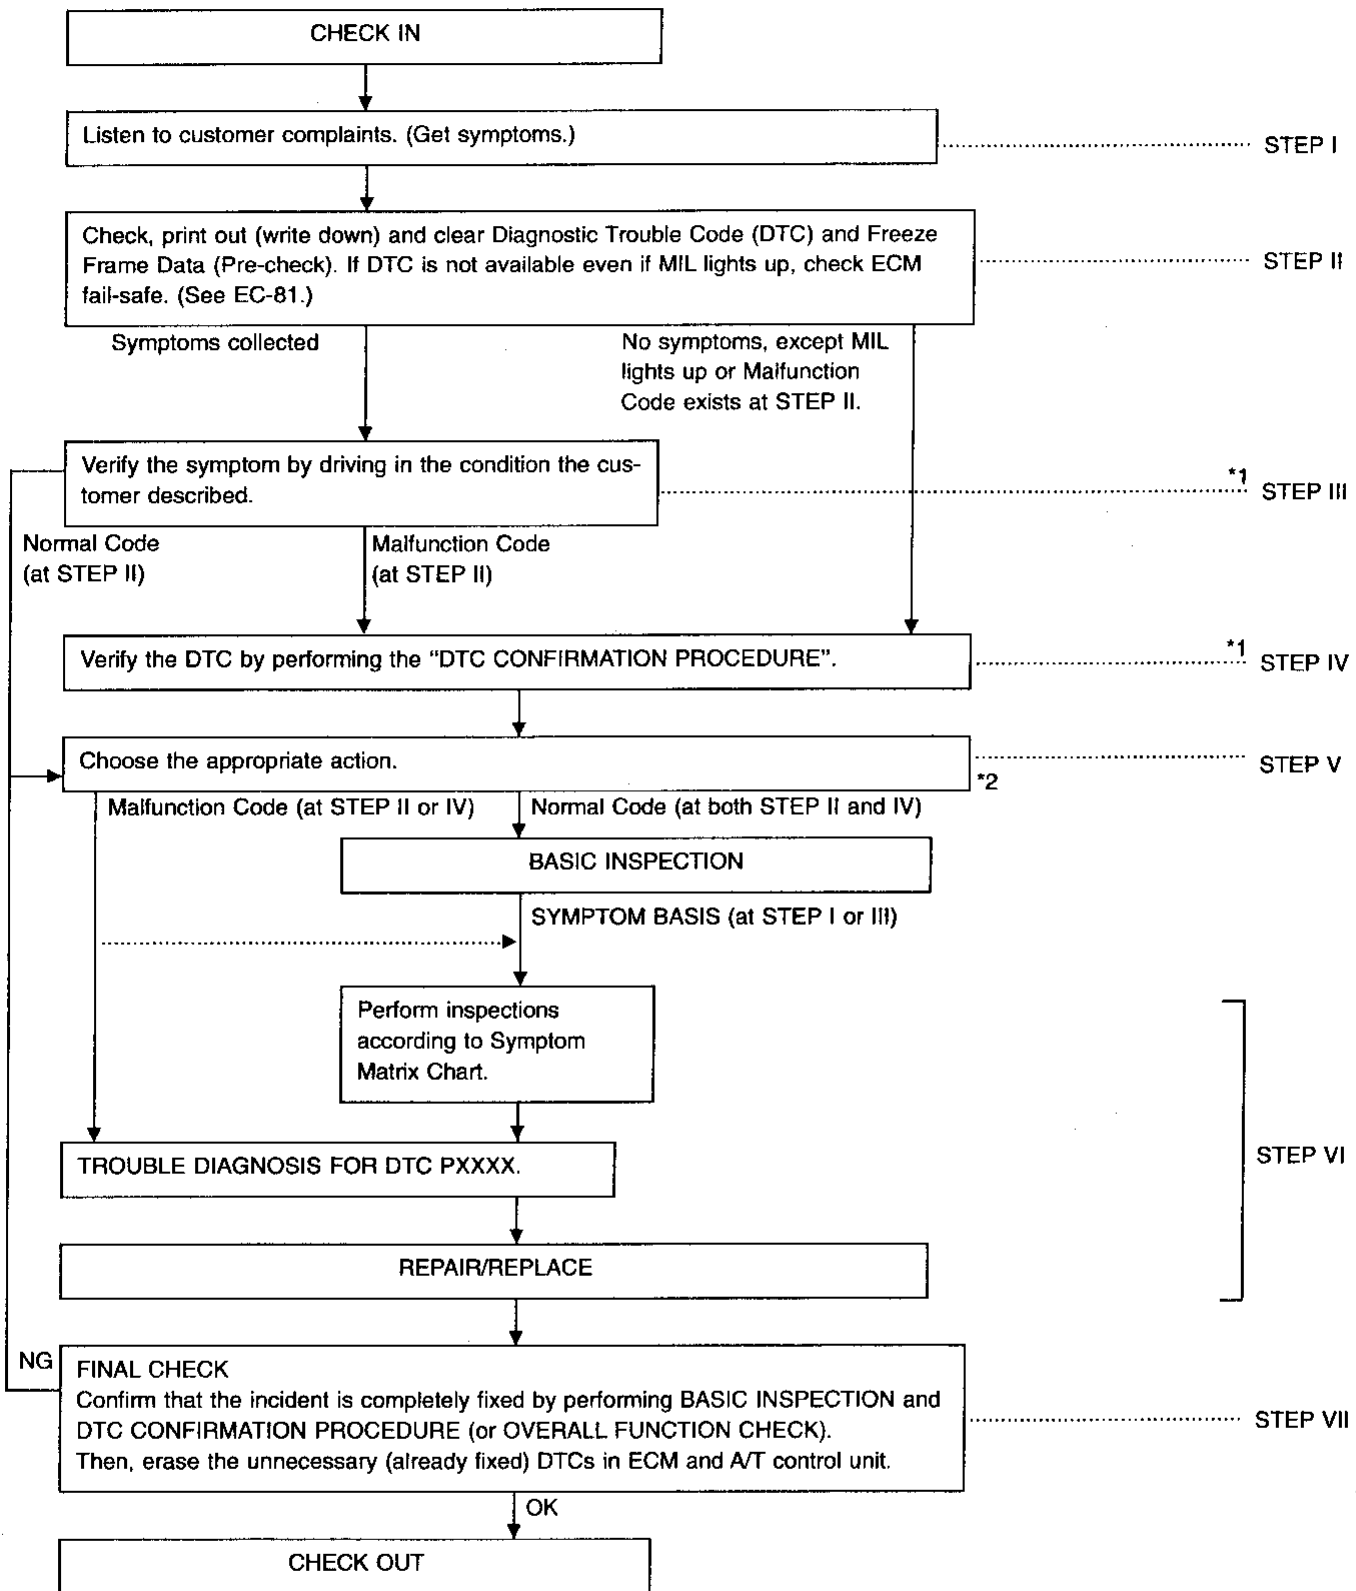 CHECK IN
Listen to customer complaints. (Get symptoms.)
STEP I
Check, print out (write down) and clear Diagnostic Trouble Code (DTC) and Freeze
Frame Data (Pre-check). If DTC is not available even if MIL lights up, check ECM
fail-safe. (See EC-81.)
STEP II
Symptoms collected
No symptoms, except MIL
lights up or Malfunction
Code exists at STEP II.
Verify the symptom by driving in the condition the cus-
tomer described.
*1 STEP III
Normal Code
(at STEP II)
Malfunction Code
(at STEP II)
Verify the DTC by performing the “DTC CONFIRMATION PROCEDURE”.
*1 STEP IV
Choose the appropriate action.
*2
STEP V
Malfunction Code (at STEP II or IV)
Normal Code (at both STEP II and IV)
BASIC INSPECTION
SYMPTOM BASIS (at STEP I or III)
Perform inspections
according to Symptom
Matrix Chart.
TROUBLE DIAGNOSIS FOR DTC PXXXX.
STEP VI
REPAIR/REPLACE
NG
FINAL CHECK
Confirm that the incident is completely fixed by performing BASIC INSPECTION and
DTC CONFIRMATION PROCEDURE (or OVERALL FUNCTION CHECK).
Then, erase the unnecessary (already fixed) DTCs in ECM and A/T control unit.
STEP VII
OK
CHECK OUT